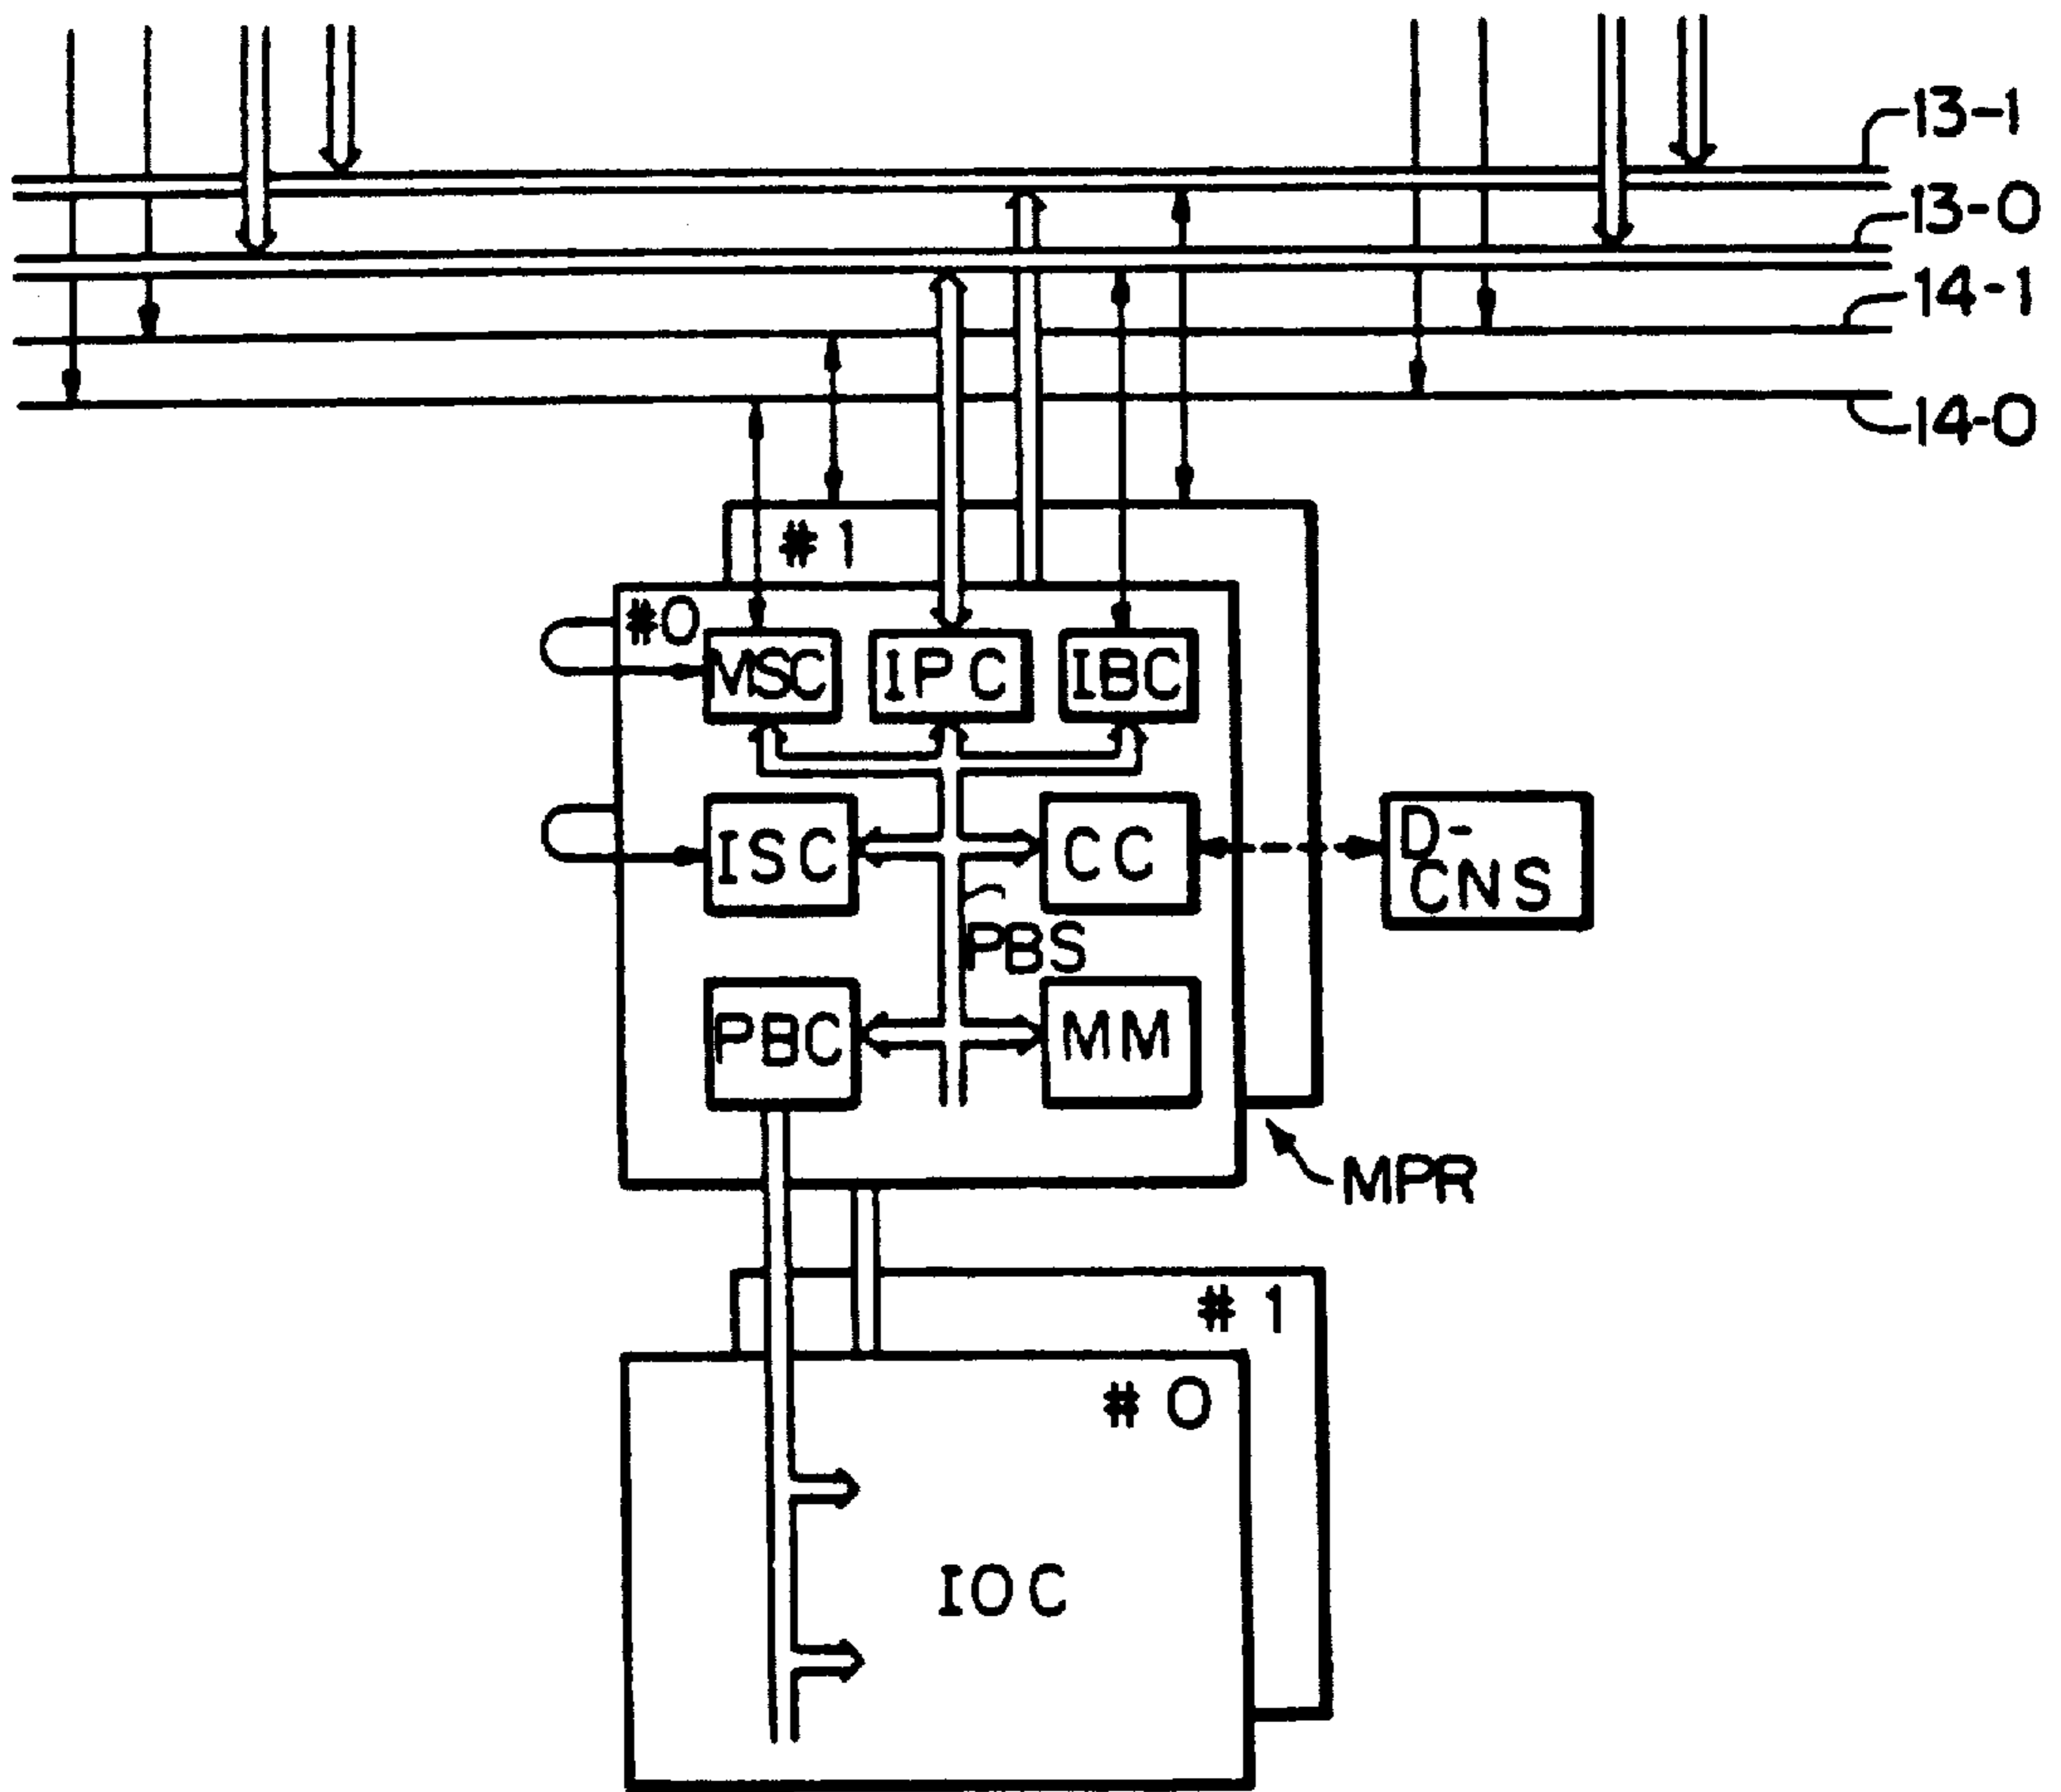 13-1
13-0
14-1
14-0
#1
#0
MSC
IPC
IBC
ISC
CC
D-
CNS
PBS
PBC
MM
MPR
#1
#0
IOC